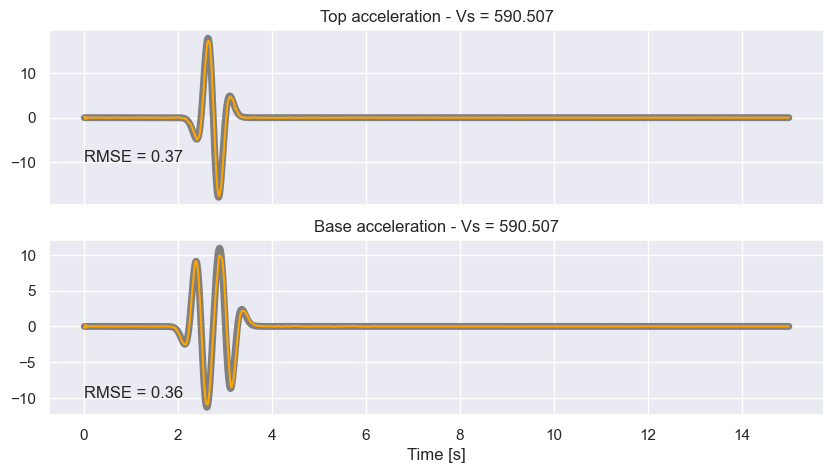 Top acceleration - Vs = 590.507
10
0
−10
RMSE = 0.37
Base acceleration - Vs = 590.507
10
5
0
−5
−10
RMSE = 0.36
0 2 4 6 8 10 12 14
Time [s]